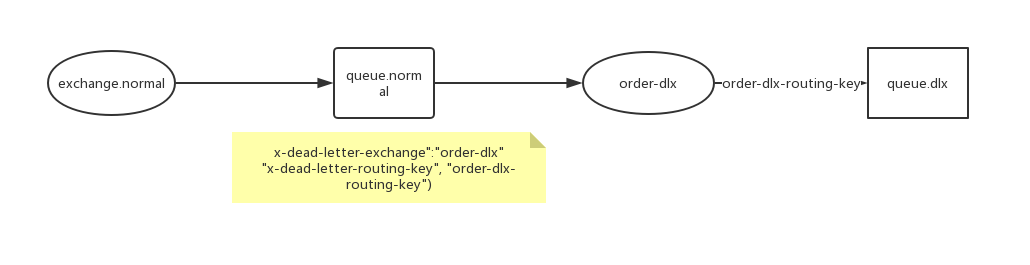 exchange.normal
queue.norm
al
order-dlx
order-dlx-routing-key
queue.dlx
x-dead-letter-exchange":"order-dlx"
"x-dead-letter-routing-key", "order-dlx-
routing-key")